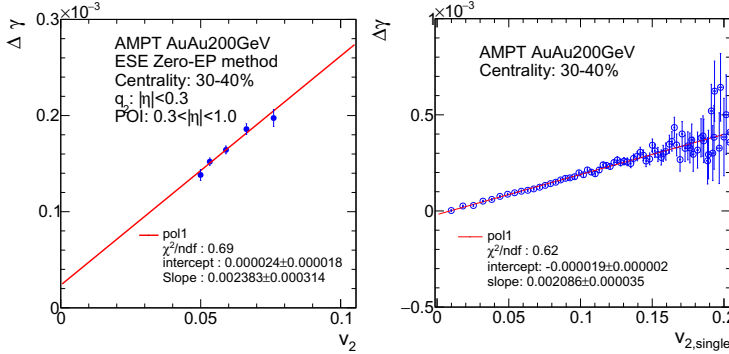 ×10⁻³
Δ γ
0.3
0.2
0.1
0
AMPT AuAu200GeV
ESE Zero-EP method
Centrality: 30-40%
q₂: |η|<0.3
POI: 0.3<|η|<1.0
pol1
χ²/ndf : 0.69
intercept : 0.000024±0.000018
Slope : 0.002383±0.000314
0 0.05 0.1
v₂
×10⁻³
Δγ
1
0.5
0
−0.5
AMPT AuAu200GeV
Centrality: 30-40%
pol1
χ²/ndf : 0.62
intercept: -0.000019±0.000002
slope: 0.002086±0.000035
0 0.05 0.1 0.15 0.2
v₂,single